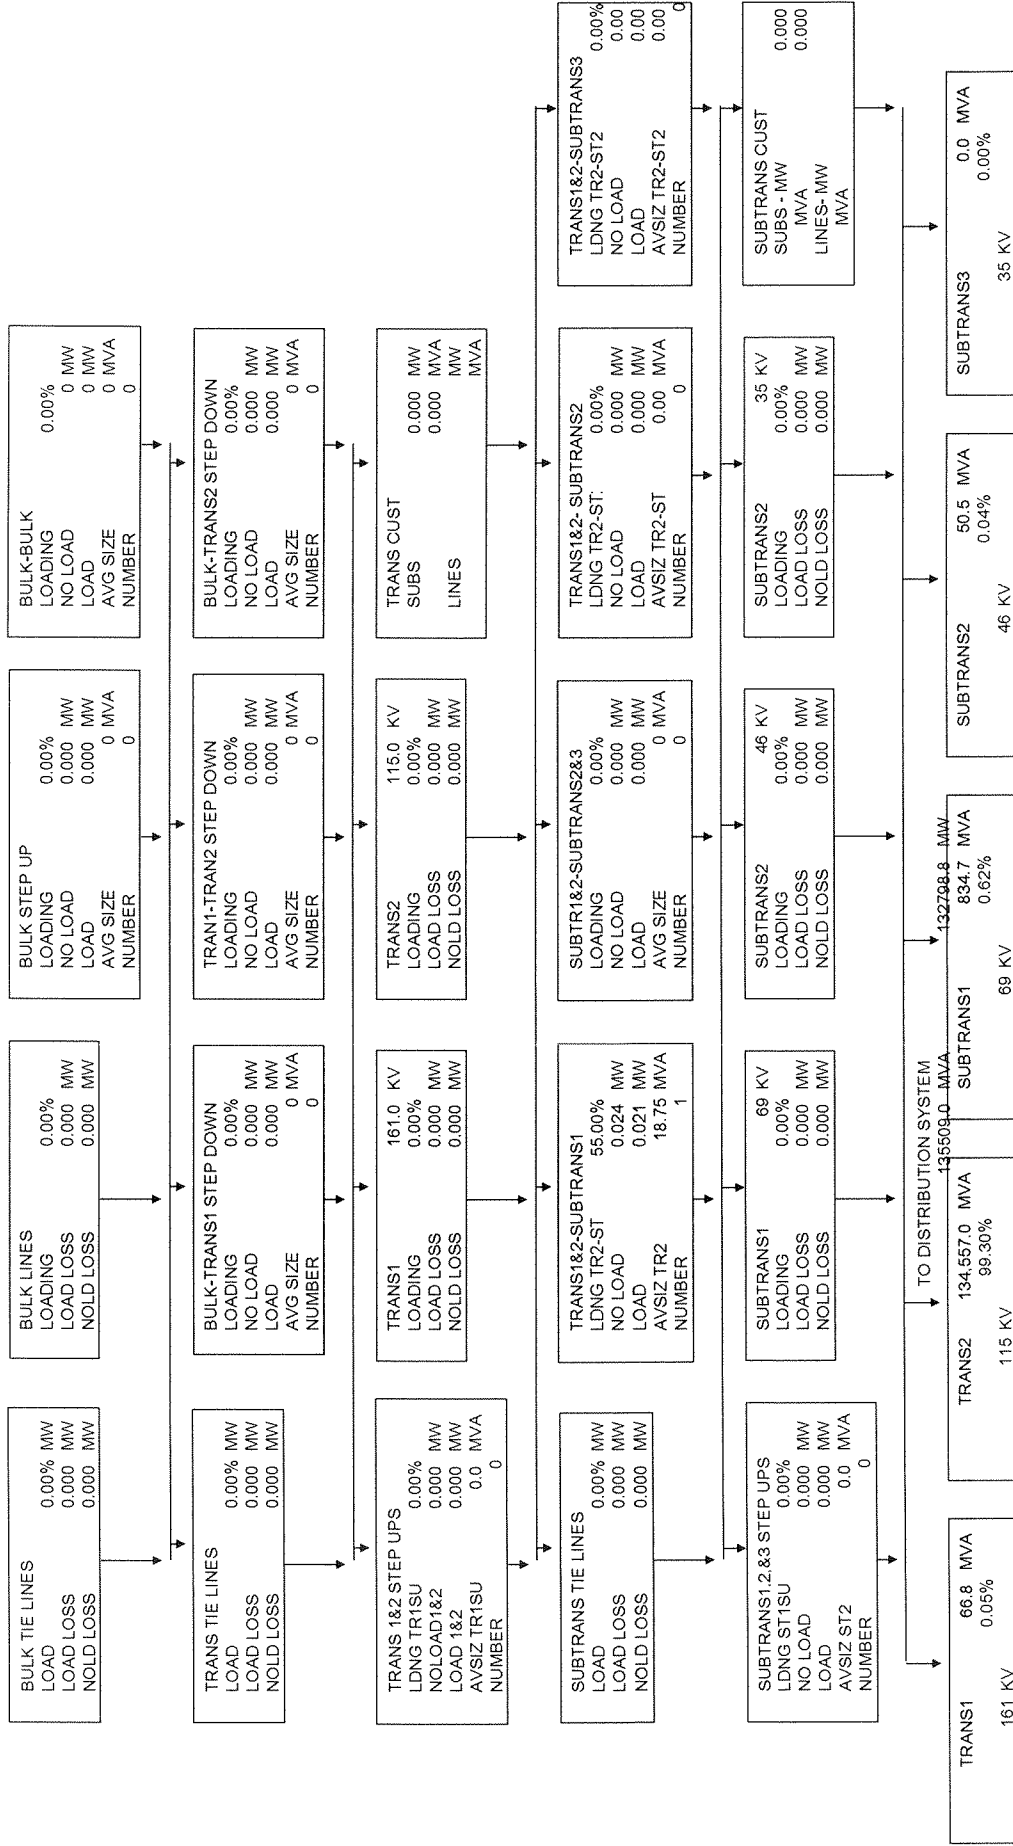 BULK TIE LINES
LOAD 0.00% MW
LOAD LOSS 0.000 MW
NOLD LOSS 0.000 MW
BULK LINES
LOADING 0.00%
LOAD LOSS 0.000 MW
NOLD LOSS 0.000 MW
BULK STEP UP
LOADING 0.00%
NO LOAD 0.000 MW
LOAD 0.000 MW
AVG SIZE 0 MVA
NUMBER 0
BULK-BULK
LOADING 0.00%
NO LOAD 0 MW
LOAD 0 MW
AVG SIZE 0 MVA
NUMBER 0
TRANS TIE LINES
LOAD 0.00% MW
LOAD LOSS 0.000 MW
NOLD LOSS 0.000 MW
BULK-TRANS1 STEP DOWN
LOADING 0.00%
NO LOAD 0.000 MW
LOAD 0.000 MW
AVG SIZE 0 MVA
NUMBER 0
TRAN1-TRAN2 STEP DOWN
LOADING 0.00%
NO LOAD 0.000 MW
LOAD 0.000 MW
AVG SIZE 0 MVA
NUMBER 0
BULK-TRANS2 STEP DOWN
LOADING 0.00%
NO LOAD 0.000 MW
LOAD 0.000 MW
AVG SIZE 0 MVA
NUMBER 0
TRANS 1&2 STEP UPS
LDNG TR1SU 0.00%
NOLOAD1&2 0.000 MW
LOAD 1&2 0.000 MW
AVSIZ TR1SU 0.0 MVA
NUMBER 0
TRANS1 161.0 KV
LOADING 0.00%
LOAD LOSS 0.000 MW
NOLD LOSS 0.000 MW
TRANS2 115.0 KV
LOADING 0.00%
LOAD LOSS 0.000 MW
NOLD LOSS 0.000 MW
TRANS CUST
SUBS 0.000 MW
0.000 MVA
LINES MW
MVA
SUBTRANS TIE LINES
LOAD 0.00% MW
LOAD LOSS 0.000 MW
NOLD LOSS 0.000 MW
TRANS1&2-SUBTRANS1
LDNG TR2-ST 55.00%
NO LOAD 0.024 MW
LOAD 0.021 MW
AVSIZ TR2 18.75 MVA
NUMBER 1
SUBTR1&2-SUBTRANS2&3
LOADING 0.00%
NO LOAD 0.000 MW
LOAD 0.000 MW
AVG SIZE 0 MVA
NUMBER 0
TRANS1&2- SUBTRANS2
LDNG TR2-ST: 0.00%
NO LOAD 0.000 MW
LOAD 0.000 MW
AVSIZ TR2-ST 0.00 MVA
NUMBER 0
TRANS1&2-SUBTRANS3
LDNG TR2-ST2 0.00%
NO LOAD 0.00
LOAD 0.00
AVSIZ TR2-ST2 0.00
NUMBER 0
SUBTRANS1,2,&3 STEP UPS
LDNG ST1SU 0.00%
NO LOAD 0.000 MW
LOAD 0.000 MW
AVSIZ ST2 0.0 MVA
NUMBER 0
SUBTRANS1 69 KV
LOADING 0.00%
LOAD LOSS 0.000 MW
NOLD LOSS 0.000 MW
SUBTRANS2 46 KV
LOADING 0.00%
LOAD LOSS 0.000 MW
NOLD LOSS 0.000 MW
SUBTRANS2 35 KV
LOADING 0.00%
LOAD LOSS 0.000 MW
NOLD LOSS 0.000 MW
SUBTRANS CUST
SUBS - MW 0.000
MVA 0.000
LINES- MW
MVA
TO DISTRIBUTION SYSTEM 132798.8 MW
135509.0 MVA
TRANS1 66.8 MVA
0.05%
161 KV
TRANS2 134,557.0 MVA
99.30%
115 KV
SUBTRANS1 834.7 MVA
0.62%
69 KV
SUBTRANS2 50.5 MVA
0.04%
46 KV
SUBTRANS3 0.0 MVA
0.00%
35 KV